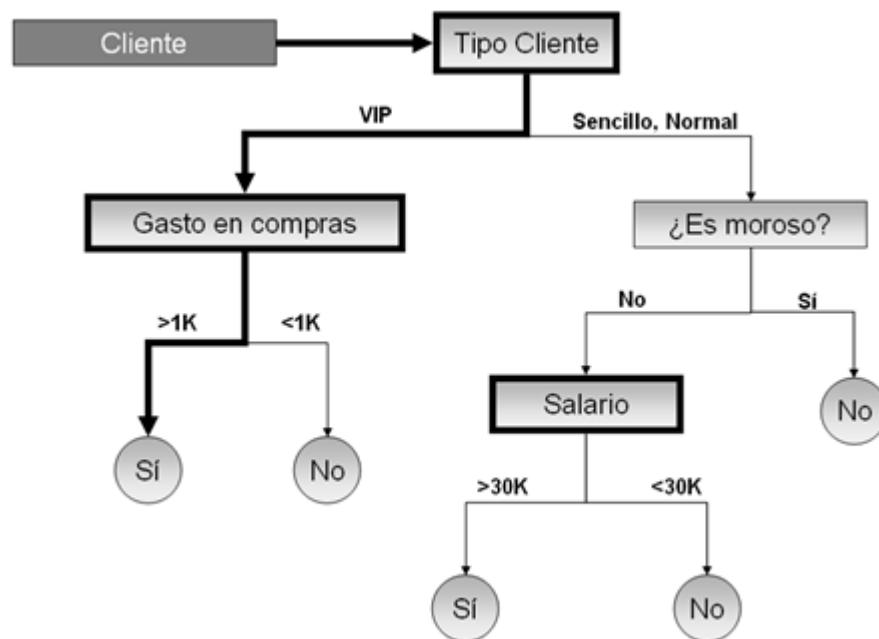 Cliente
Tipo Cliente
VIP
Sencillo, Normal
Gasto en compras
¿Es moroso?
>1K
<1K
No
Sí
Salario
No
Sí
No
>30K
<30K
Sí
No